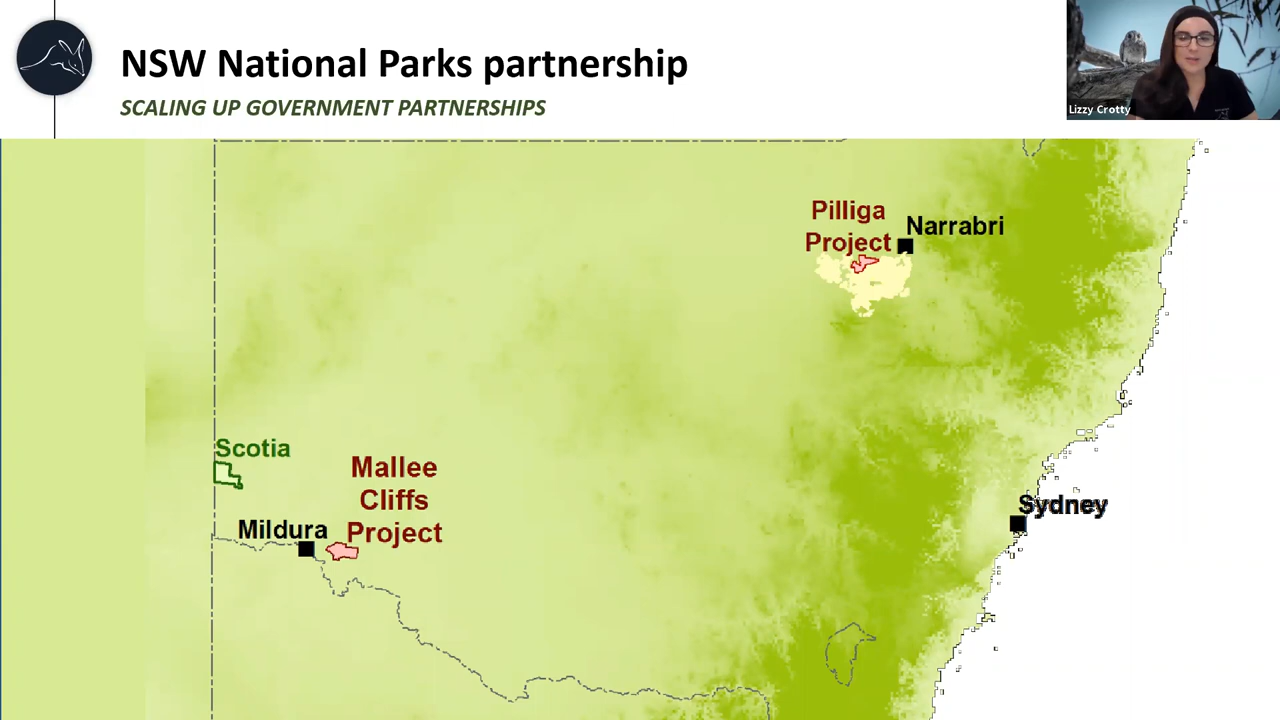 NSW National Parks partnership
SCALING UP GOVERNMENT PARTNERSHIPS
Lizzy Crotty
Pilliga
Project
Narrabri
Scotia
Mallee
Cliffs
Project
Mildura
Sydney